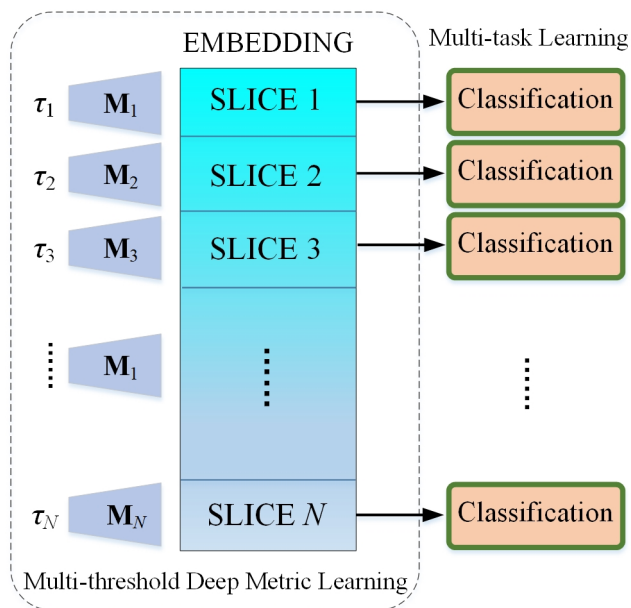 EMBEDDING
Multi-task Learning
τ1 M1 SLICE 1 Classification
τ2 M2 SLICE 2 Classification
τ3 M3 SLICE 3 Classification
M1
τN MN SLICE N Classification
Multi-threshold Deep Metric Learning